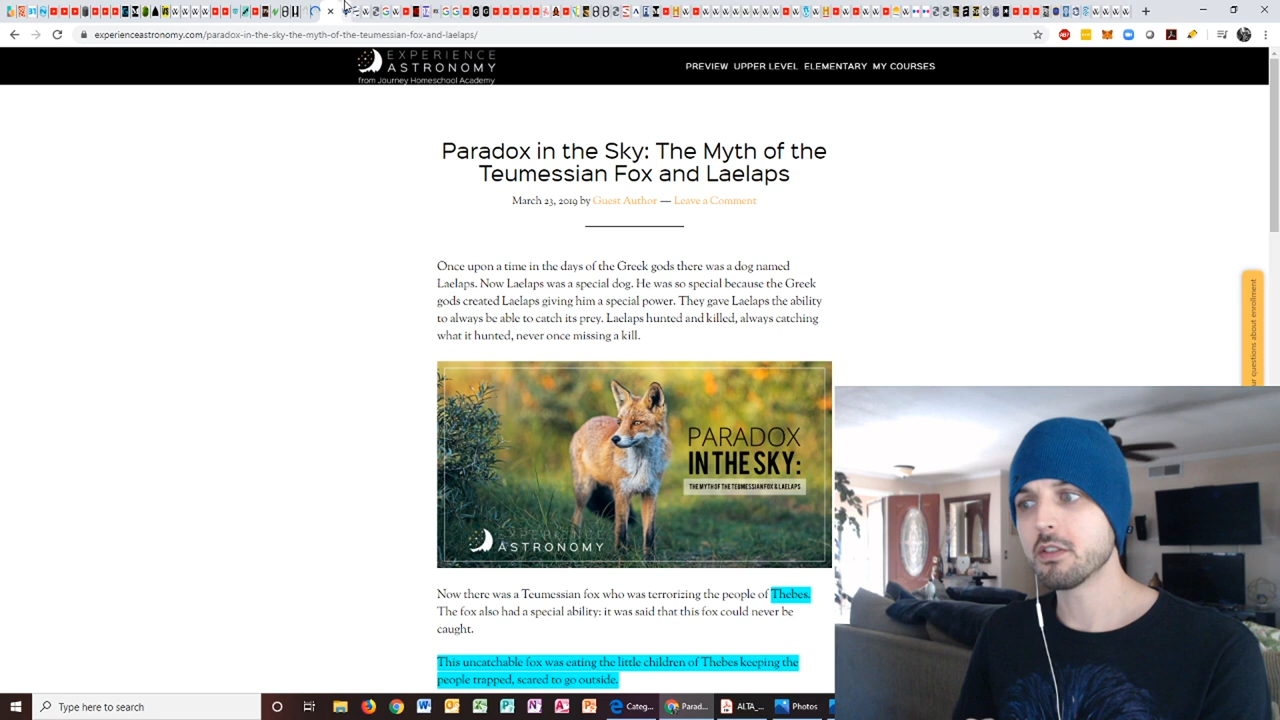 experienceastronomy.com/paradox-in-the-sky-the-myth-of-the-teumessian-fox-and-laelaps/
EXPERIENCE
ASTRONOMY
from Journey Homeschool Academy
PREVIEW UPPER LEVEL ELEMENTARY MY COURSES
Paradox in the Sky: The Myth of the
Teumessian Fox and Laelaps
March 23, 2019 by Guest Author — Leave a Comment
Once upon a time in the days of the Greek gods there was a dog named
Laelaps. Now Laelaps was a special dog. He was so special because the Greek
gods created Laelaps giving him a special power. They gave Laelaps the ability
to always be able to catch its prey. Laelaps hunted and killed, always catching
what it hunted, never once missing a kill.
PARADOX
IN THE SKY:
THE MYTH OF THE TEUMESSIAN FOX & LAELAPS
EXPERIENCE
ASTRONOMY
ur questions about enrollment
Now there was a Teumessian fox who was terrorizing the people of Thebes.
The fox also had a special ability: it was said that this fox could never be
caught.
This uncatchable fox was eating the little children of Thebes keeping the
people trapped, scared to go outside.
Type here to search
Categ...
Parad...
ALTA_...
Photos